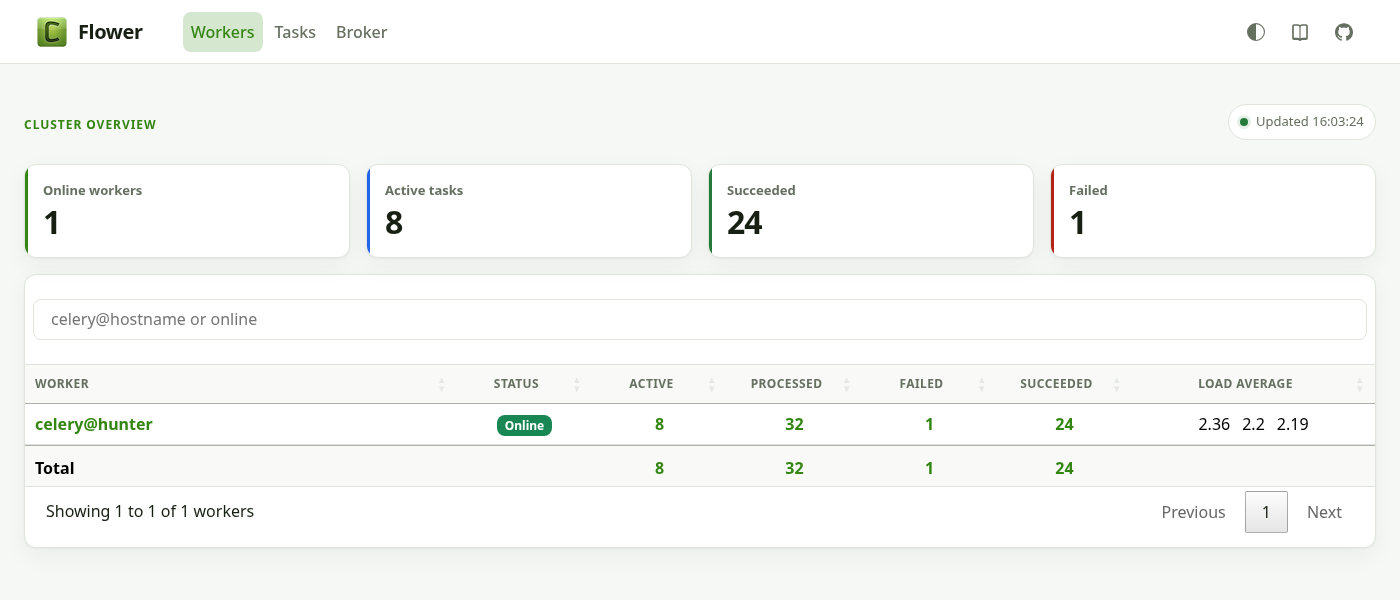 Flower Workers Tasks Broker
CLUSTER OVERVIEW
Updated 16:03:24
Online workers
1
Active tasks
8
Succeeded
24
Failed
1
celery@hostname or online
WORKER STATUS ACTIVE PROCESSED FAILED SUCCEEDED LOAD AVERAGE
celery@hunter Online 8 32 1 24 2.36 2.2 2.19
Total 8 32 1 24
Showing 1 to 1 of 1 workers
Previous 1 Next